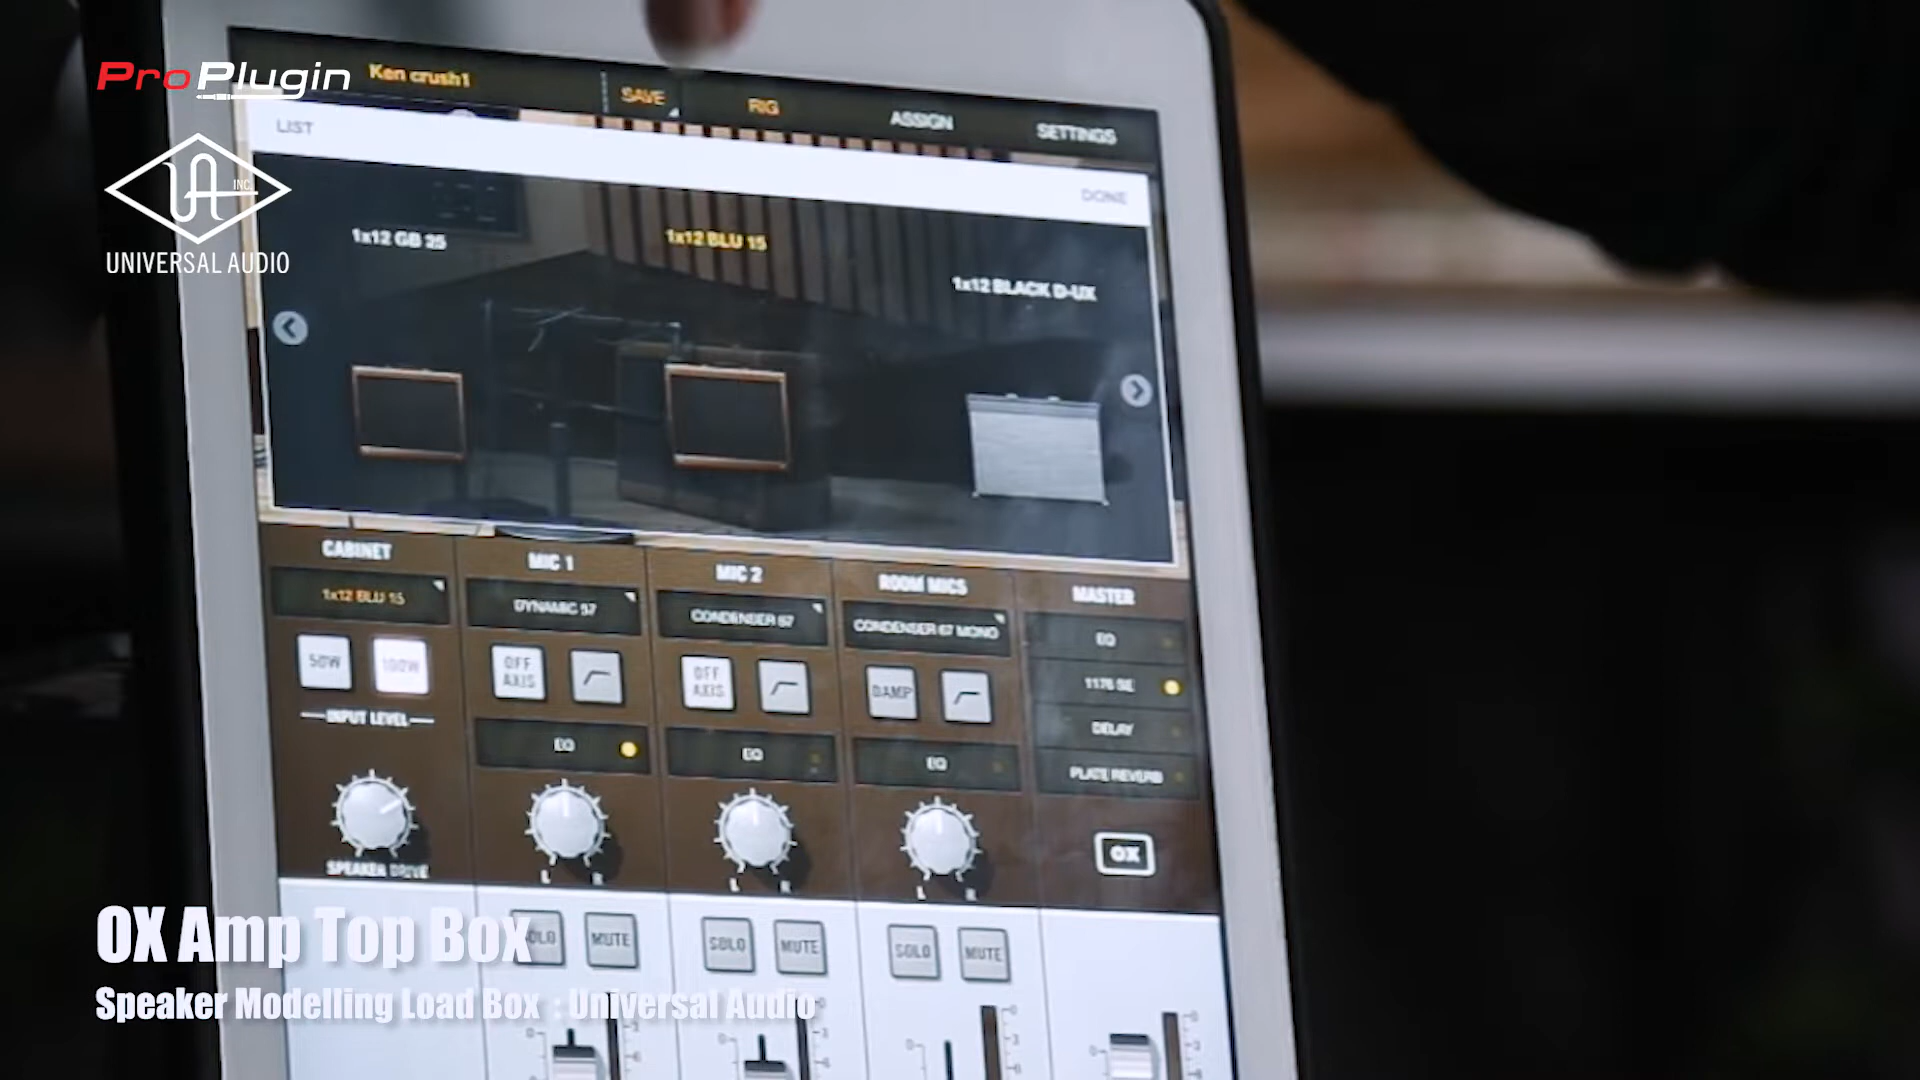 ProPlugin
UA INC.
UNIVERSAL AUDIO
Ken crush1
SAVE
RIG
ASSIGN
SETTINGS
LIST
DONE
1x12 GB 25
1x12 BLU 15
1x12 BLACK D-UX
CABINET
MIC 1
MIC 2
ROOM MICS
MASTER
1x12 BLU 15
DYNAMIC 57
CONDENSER 67
CONDENSER 67 MONO
EQ
50W
100W
OFF AXIS
OFF AXIS
DAMP
1176 SE
INPUT LEVEL
EQ
EQ
EQ
DELAY
PLATE REVERB
SPEAKER DRIVE
L R
L R
L R
OX
SOLO MUTE
SOLO MUTE
SOLO MUTE
OX Amp Top Box
Speaker Modelling Load Box : Universal Audio